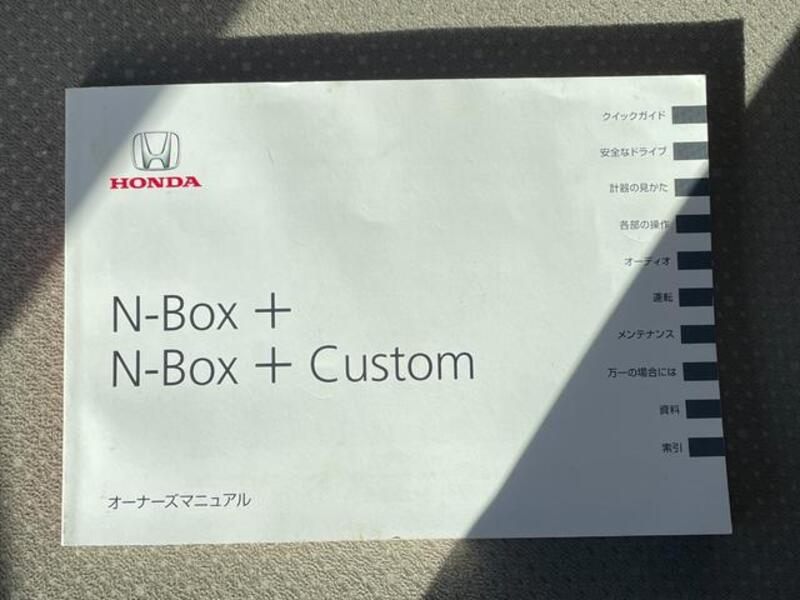 HONDA
N-Box +
N-Box + Custom
オーナーズマニュアル
クイックガイド
安全なドライブ
計器の見かた
各部の操作
オーディオ
運転
メンテナンス
万一の場合には
資料
索引